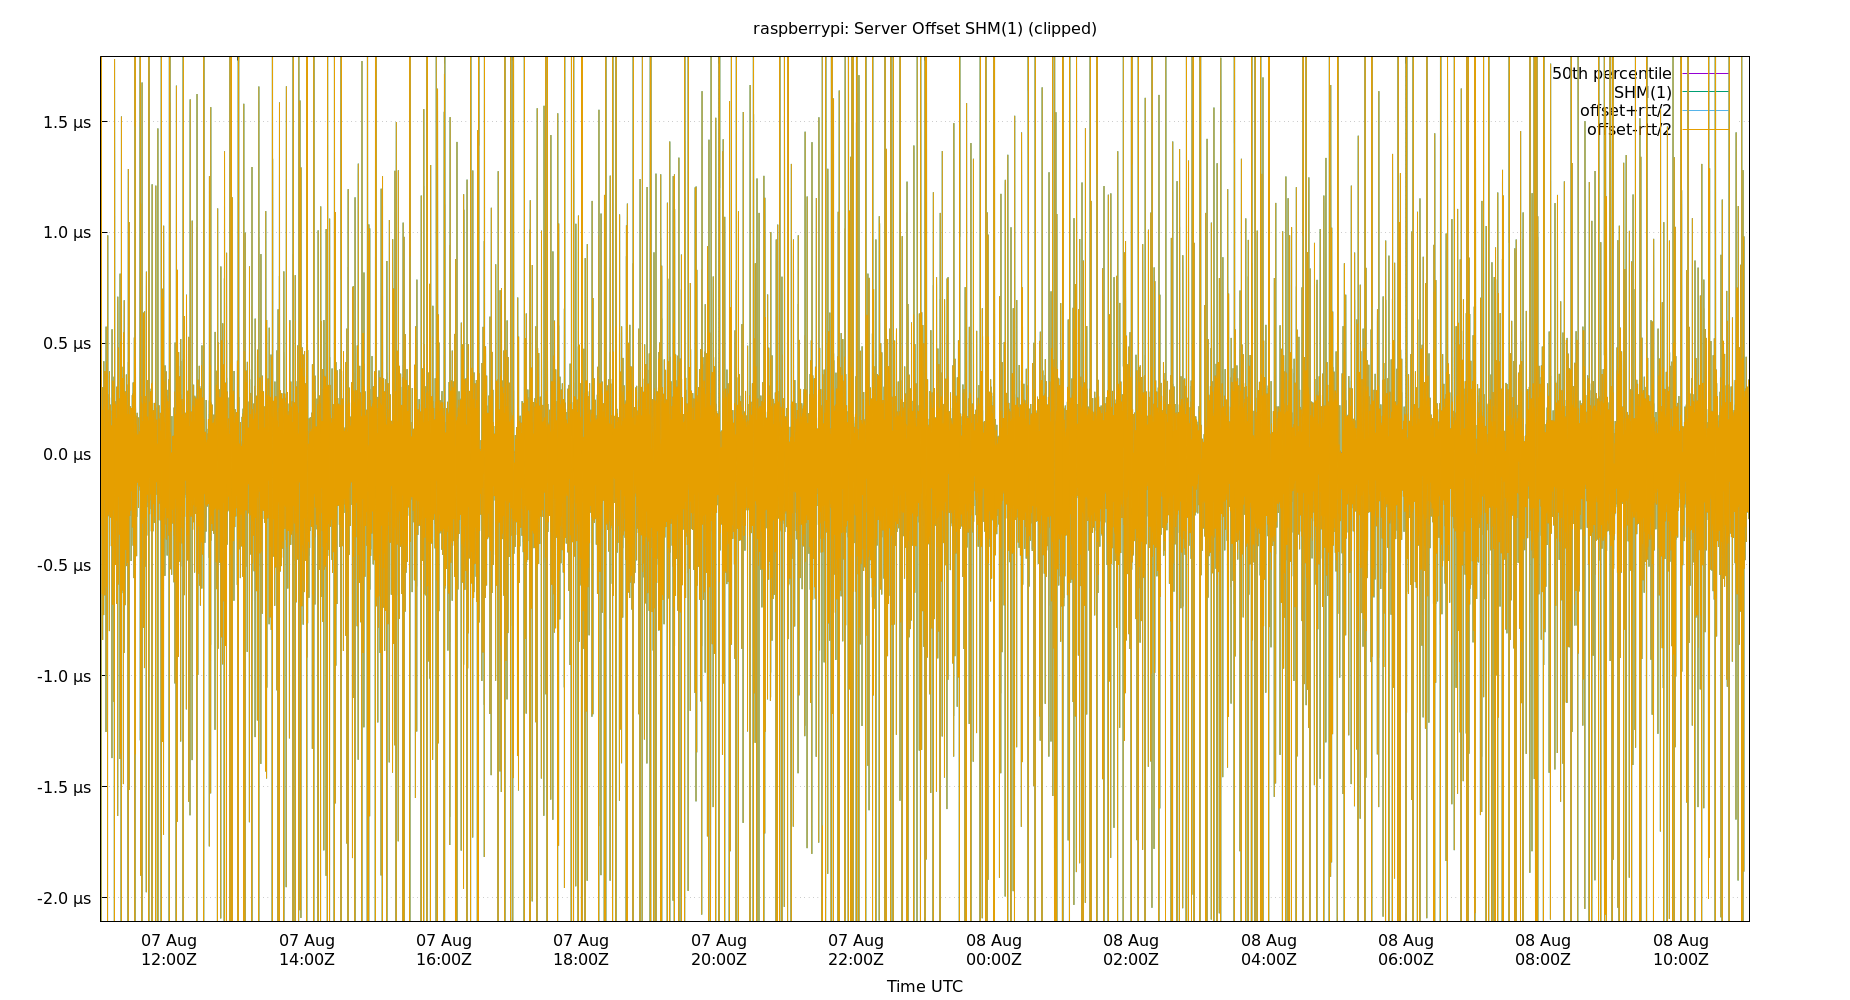 raspberrypi: Server Offset SHM(1) (clipped)
50th percentile
SHM(1)
offset+rtt/2
offset-rtt/2
1.5 µs
1.0 µs
0.5 µs
0.0 µs
-0.5 µs
-1.0 µs
-1.5 µs
-2.0 µs
07 Aug 07 Aug 07 Aug 07 Aug 07 Aug 07 Aug 08 Aug 08 Aug 08 Aug 08 Aug 08 Aug 08 Aug
12:00Z 14:00Z 16:00Z 18:00Z 20:00Z 22:00Z 00:00Z 02:00Z 04:00Z 06:00Z 08:00Z 10:00Z
Time UTC